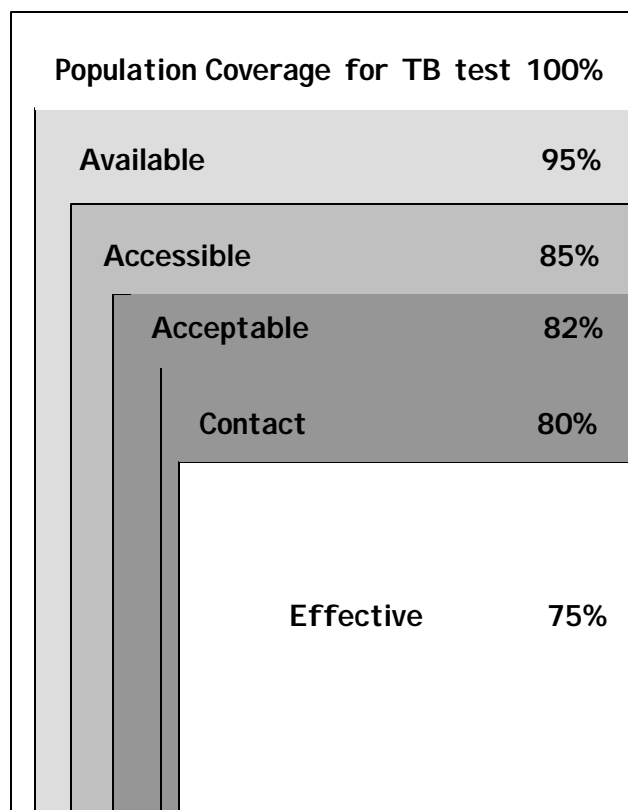 Population Coverage for TB test 100%
Available 95%
Accessible 85%
Acceptable 82%
Contact 80%
Effective 75%